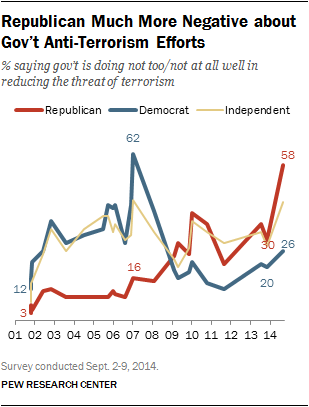 Republican Much More Negative about
Gov't Anti-Terrorism Efforts
% saying gov't is doing not too/not at all well in
reducing the threat of terrorism
Republican Democrat Independent
62
58
16
30
26
12
20
3
01 02 03 04 05 06 07 08 09 10 11 12 13 14
Survey conducted Sept. 2-9, 2014.
PEW RESEARCH CENTER